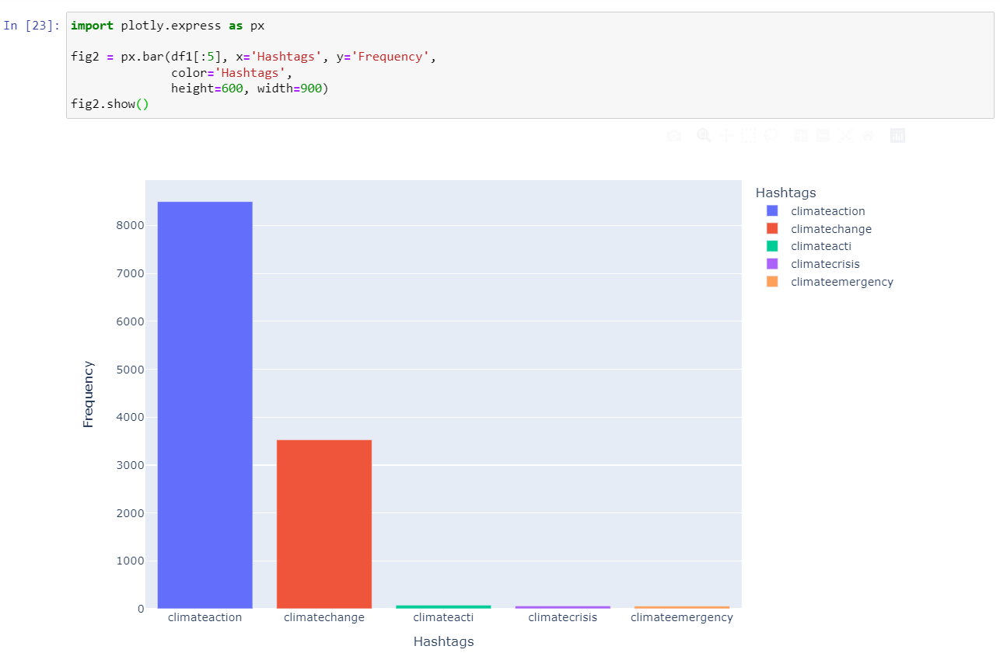 In [23]:
import plotly.express as px
fig2 = px.bar(df1[:5], x='Hashtags', y='Frequency',
color='Hashtags',
height=600, width=900)
fig2.show()
Hashtags
climateaction
climatechange
climateacti
climatecrisis
climateemergency
Frequency
8000
7000
6000
5000
4000
3000
2000
1000
0
climateaction climatechange climateacti climatecrisis climateemergency
Hashtags